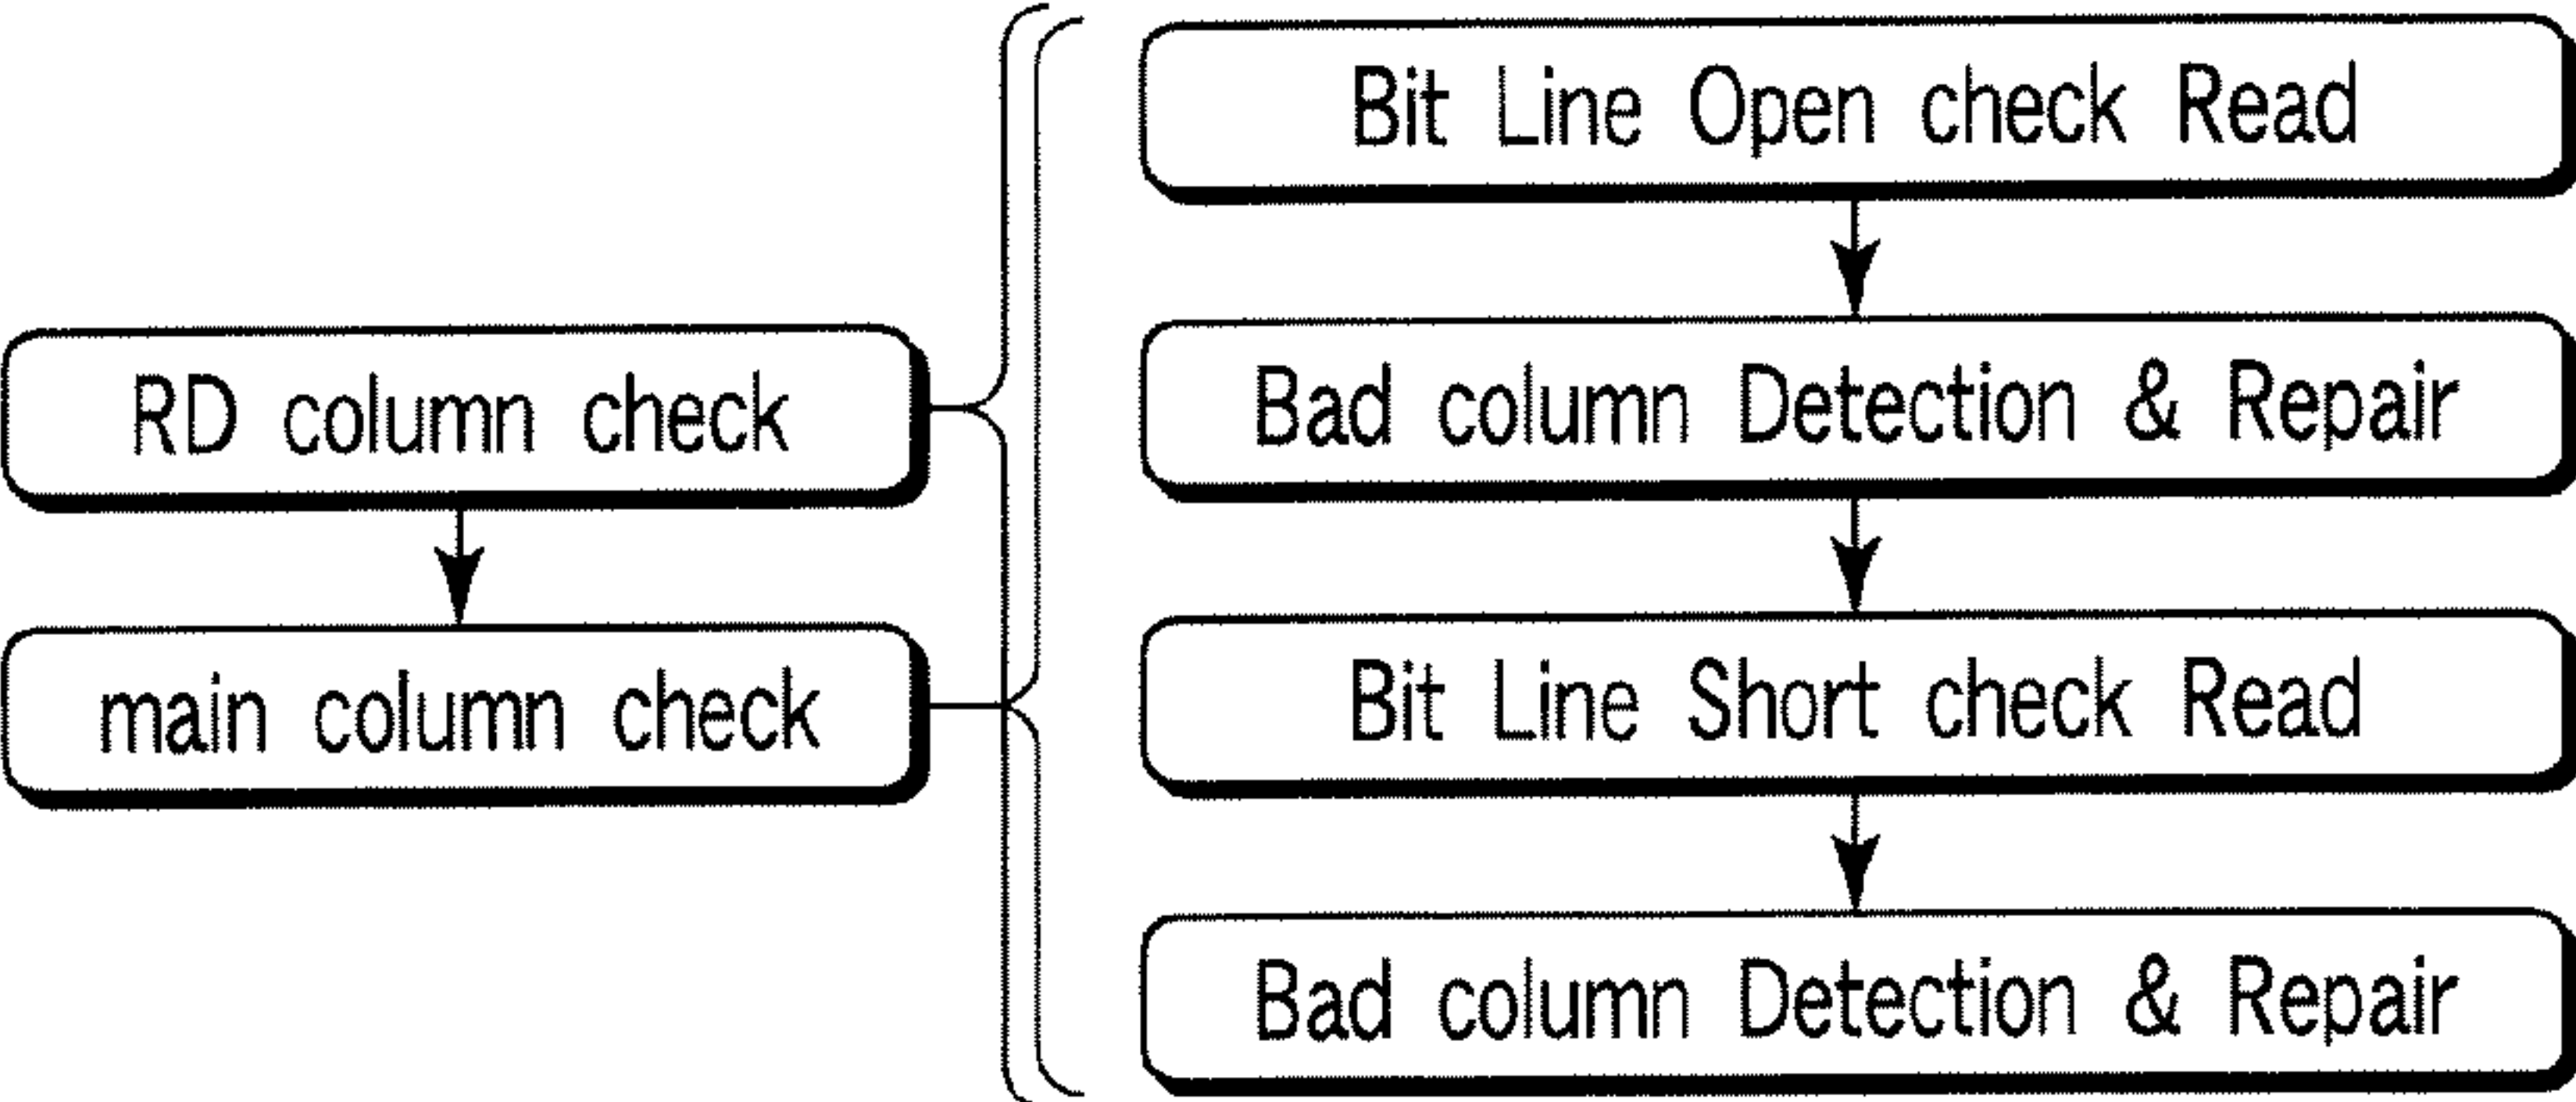 RD column check
main column check
Bit Line Open check Read
Bad column Detection & Repair
Bit Line Short check Read
Bad column Detection & Repair